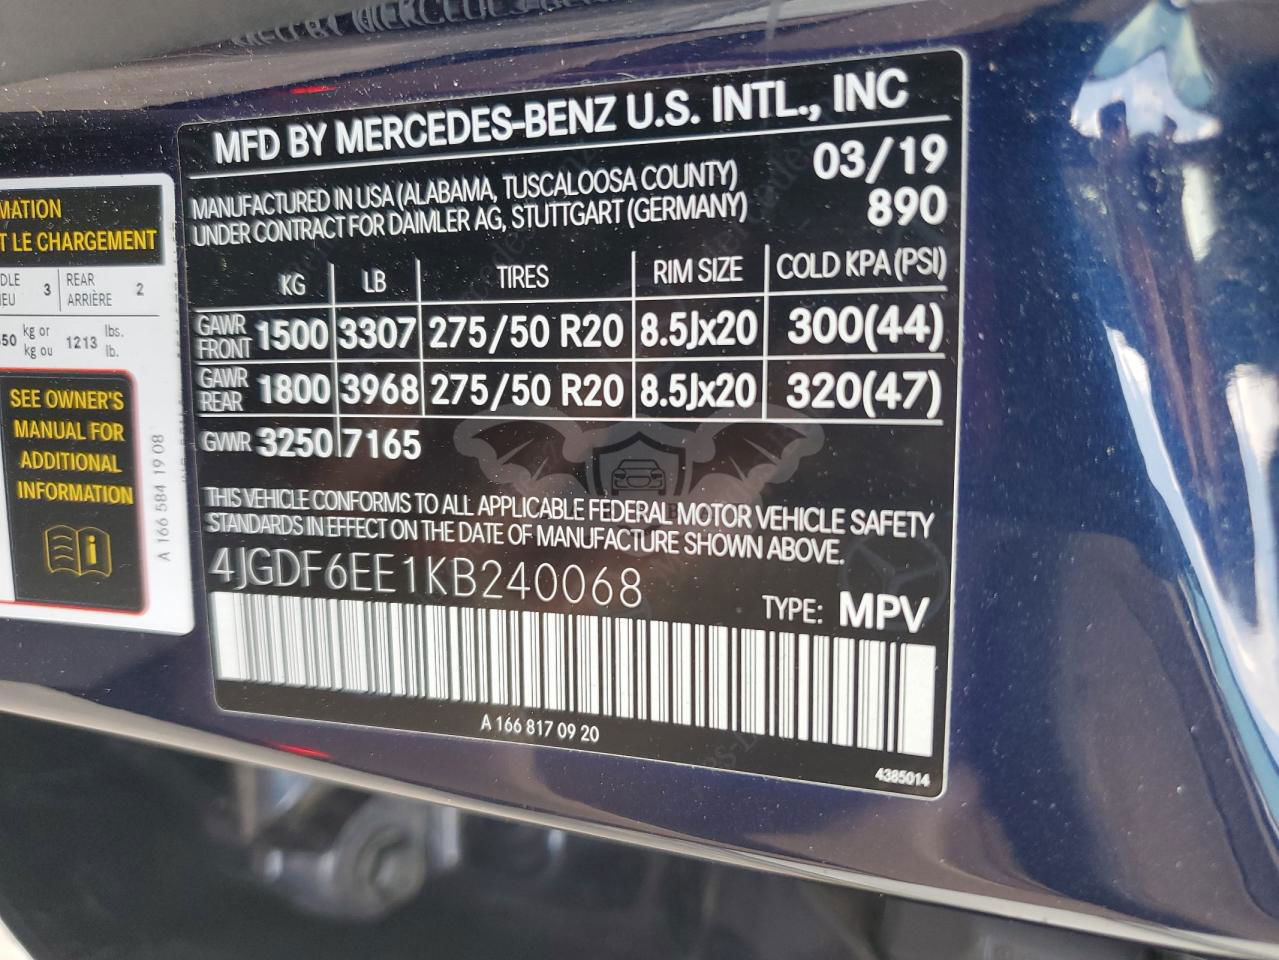 MFD BY MERCEDES-BENZ U.S. INTL., INC
MANUFACTURED IN USA (ALABAMA, TUSCALOOSA COUNTY) 03/19
UNDER CONTRACT FOR DAIMLER AG, STUTTGART (GERMANY) 890
KG LB TIRES RIM SIZE COLD KPA (PSI)
GAWR FRONT 1500 3307 275/50 R20 8.5Jx20 300(44)
GAWR REAR 1800 3968 275/50 R20 8.5Jx20 320(47)
GVWR 3250 7165
THIS VEHICLE CONFORMS TO ALL APPLICABLE FEDERAL MOTOR VEHICLE SAFETY
STANDARDS IN EFFECT ON THE DATE OF MANUFACTURE SHOWN ABOVE.
4JGDF6EE1KB240068
TYPE: MPV
A 166 817 09 20
4385014
LE CHARGEMENT
3 REAR ARRIÈRE 2
kg or 1213 lbs.
kg ou lb.
SEE OWNER'S
MANUAL FOR
ADDITIONAL
INFORMATION
A 166 584 19 08